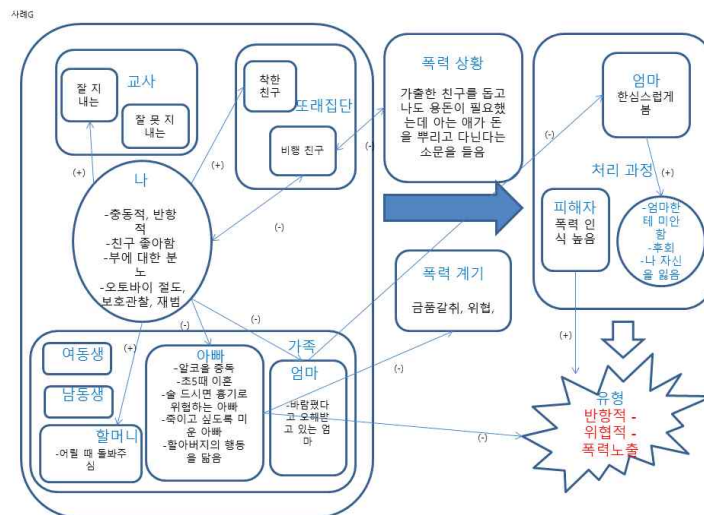 사례G
교사
잘 지
내는
잘 못 지
내는
착한
친구
또래집단
비행 친구
(+)
(+)
(-)
(-)
나
-충동적, 반항
적
-친구 좋아함
-부에 대한 분
노
-오토바이 절도,
보호관찰, 재범
(+)
(-)
(-)
가족
여동생
남동생
할머니
-어릴 때 돌봐주
심
아빠
-알코올 중독
-초5때 이혼
-술 드시면 흉기로
위협하는 아빠
-죽이고 싶도록 미
운 아빠
-할아버지의 행동
을 닮음
엄마
-바람폈다
고 오해받
고 있는 엄
마
폭력 상황
가출한 친구를 돕고
나도 용돈이 필요했
는데 아는 애가 돈
을 뿌리고 다닌다는
소문을 들음
폭력 계기
금품갈취, 위협,
(-)
(-)
(-)
엄마
한심스럽게
봄
처리 과정
(+)
피해자
폭력 인
식 높음
-엄마한
테 미안
함
-후회
-나 자신
을 잃음
(+)
유형
반항적 -
위협적 -
폭력노출